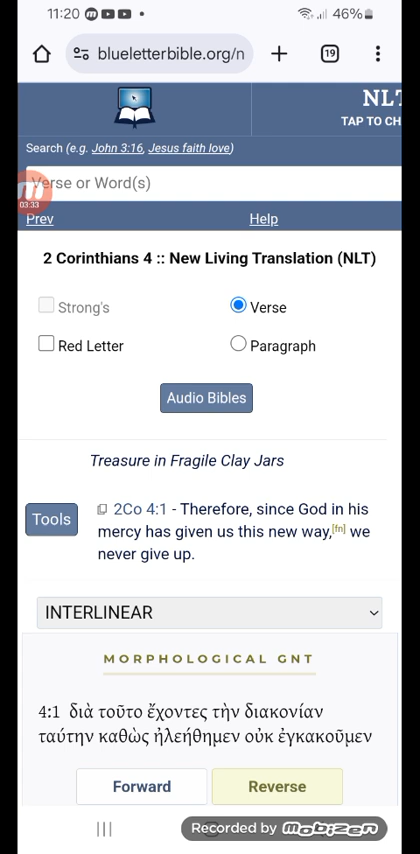 11:20 46%
blueletterbible.org/n 19
NLT
TAP TO CH
Search (e.g. John 3:16, Jesus faith love)
Verse or Word(s)
03:33
Prev Help
2 Corinthians 4 :: New Living Translation (NLT)
Strong's Verse
Red Letter Paragraph
Audio Bibles
Treasure in Fragile Clay Jars
Tools 2Co 4:1 - Therefore, since God in his
mercy has given us this new way,[fn] we
never give up.
INTERLINEAR
MORPHOLOGICAL GNT
4:1 διὰ τοῦτο ἔχοντες τὴν διακονίαν
ταύτην καθὼς ἠλεήθημεν οὐκ ἐγκακοῦμεν
Forward Reverse
Recorded by mobizen